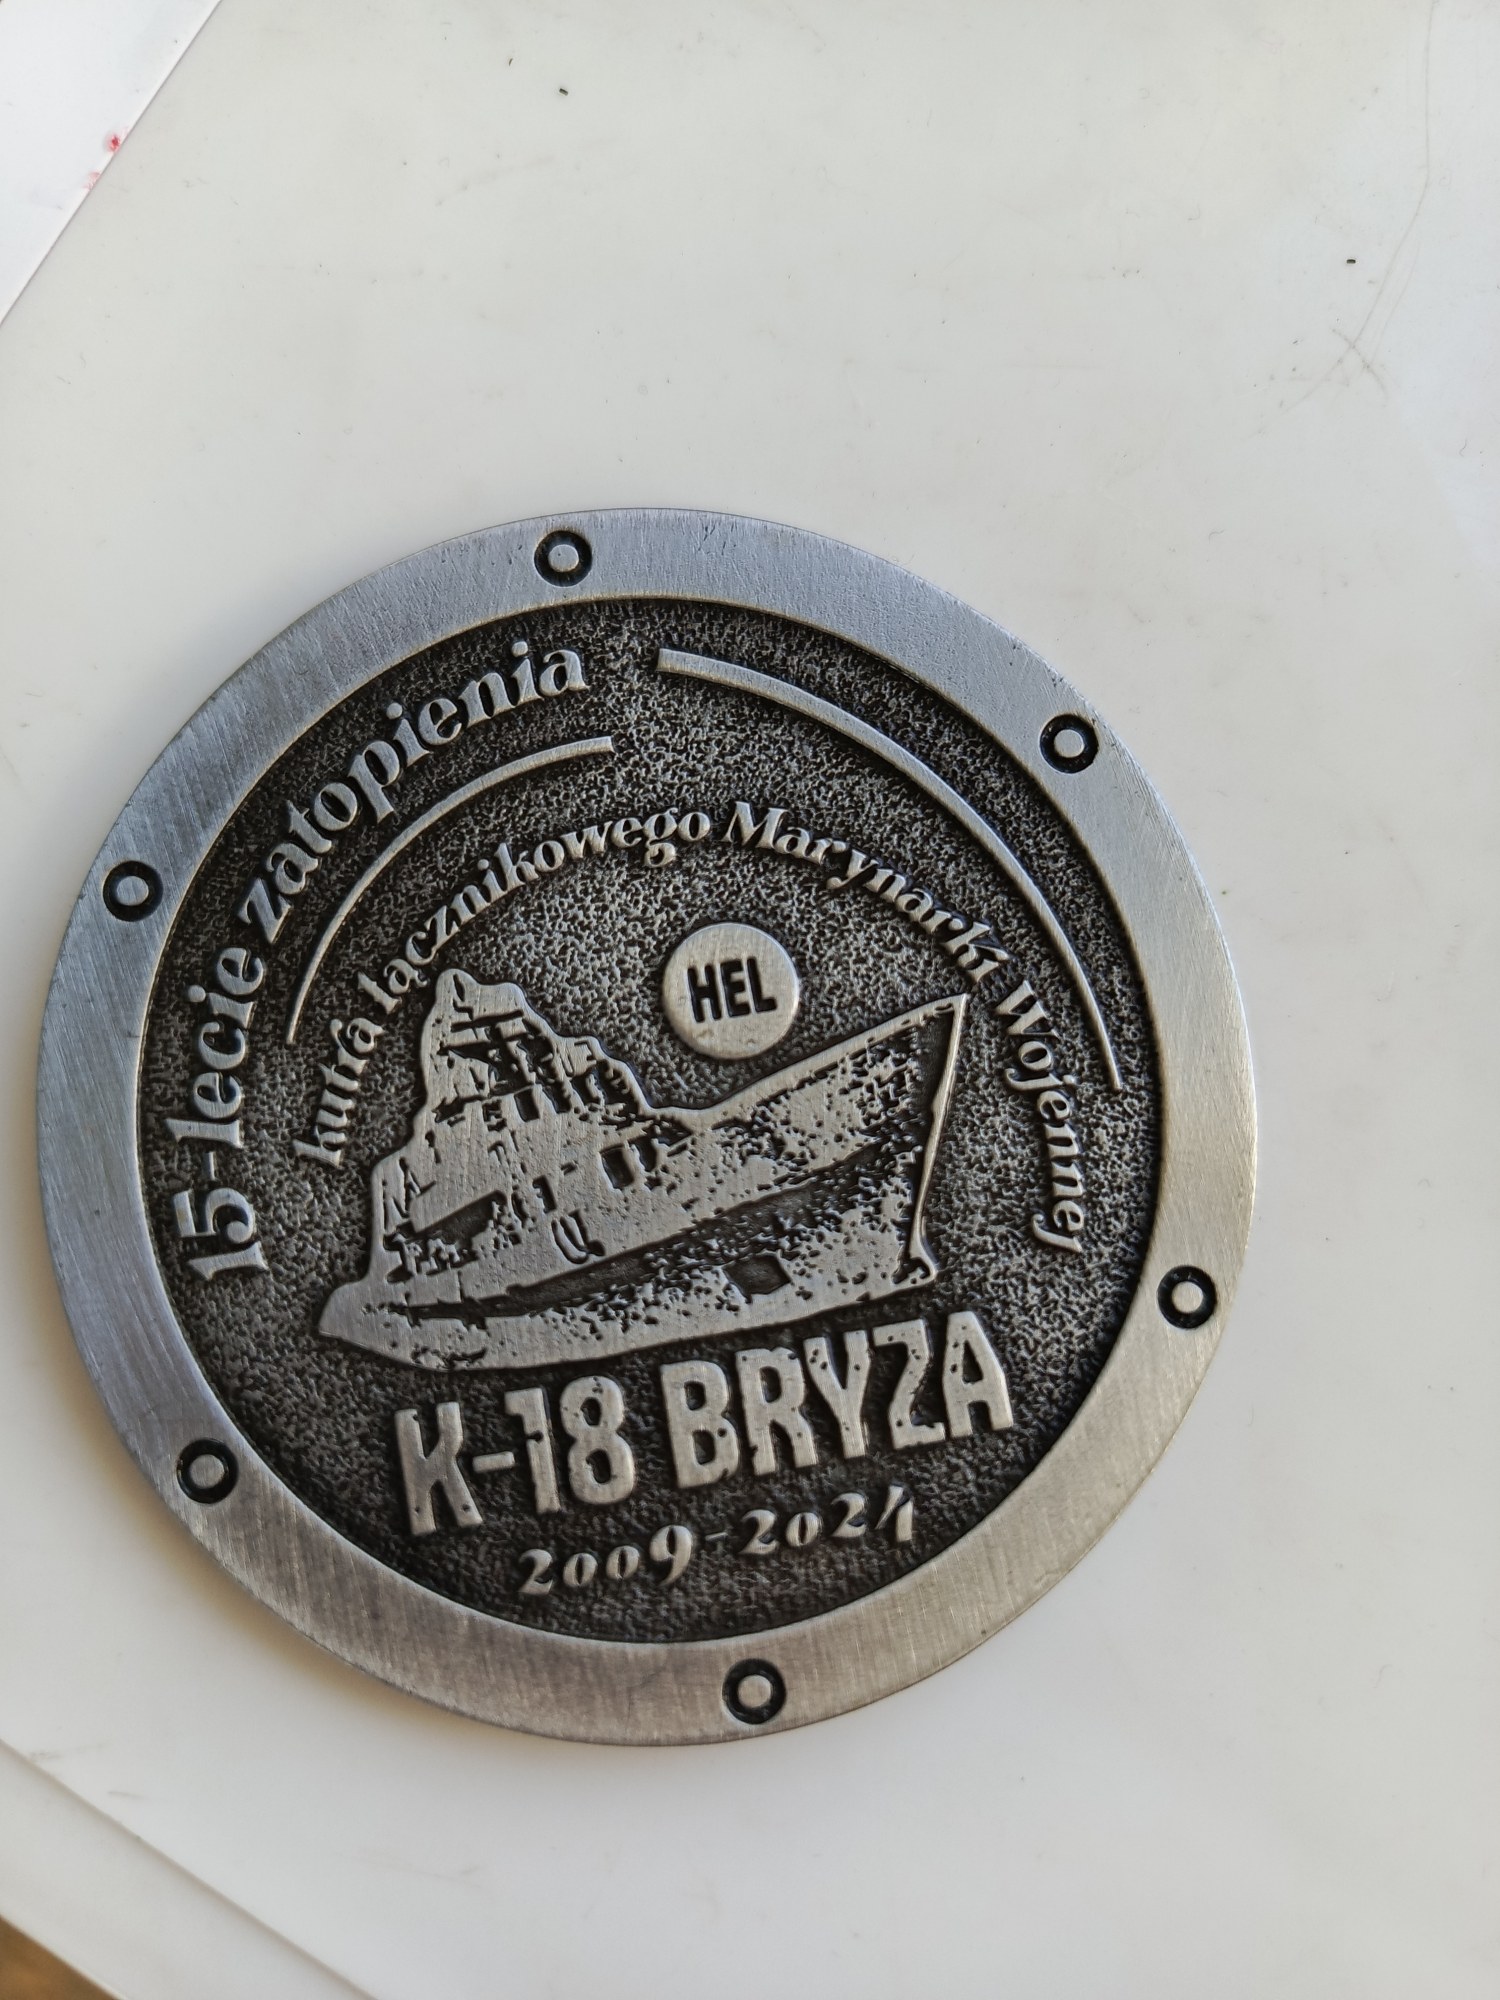 15-lecie zatopienia
kutra łącznikowego Marynarki Wojennej
HEL
K-18 BRYZA
2009-2024